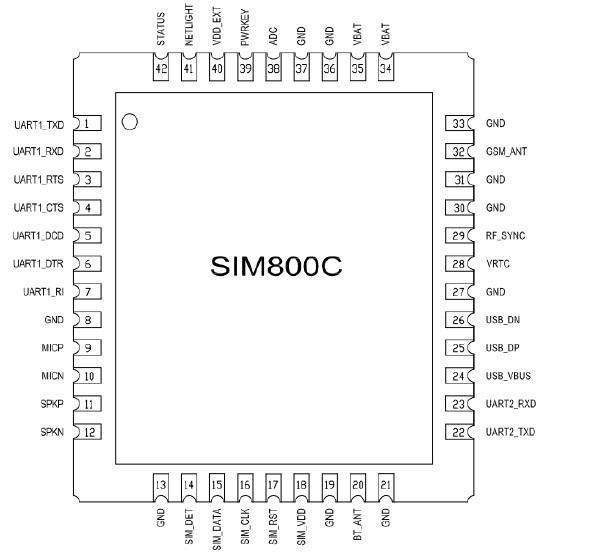 SPKN
SPKP
MICN
MICP
GND
UART1_RI
UART1_DTR
UART1_DCD
UART1_CTS
UART1_RTS
UART1_RXD
UART1_TXD
12
11
10
9
8
7
6
5
4
3
2
1
GND 13
SIM_DET 14
SIM_DATA 15
SIM_CLK 16
SIM_RST 17
SIM_VDD 18
GND 19
BT_ANT 20
GND 21
SIM800C
42 STATUS
41 NETLIGHT
40 VDD_EXT
39 PWRKEY
38 ADC
37 GND
36 GND
35 VBAT
34 VBAT
22
23
24
25
26
27
28
29
30
31
32
33
UART2_TXD
UART2_RXD
USB_VBUS
USB_DP
USB_DN
GND
VRTC
RF_SYNC
GND
GND
GSM_ANT
GND